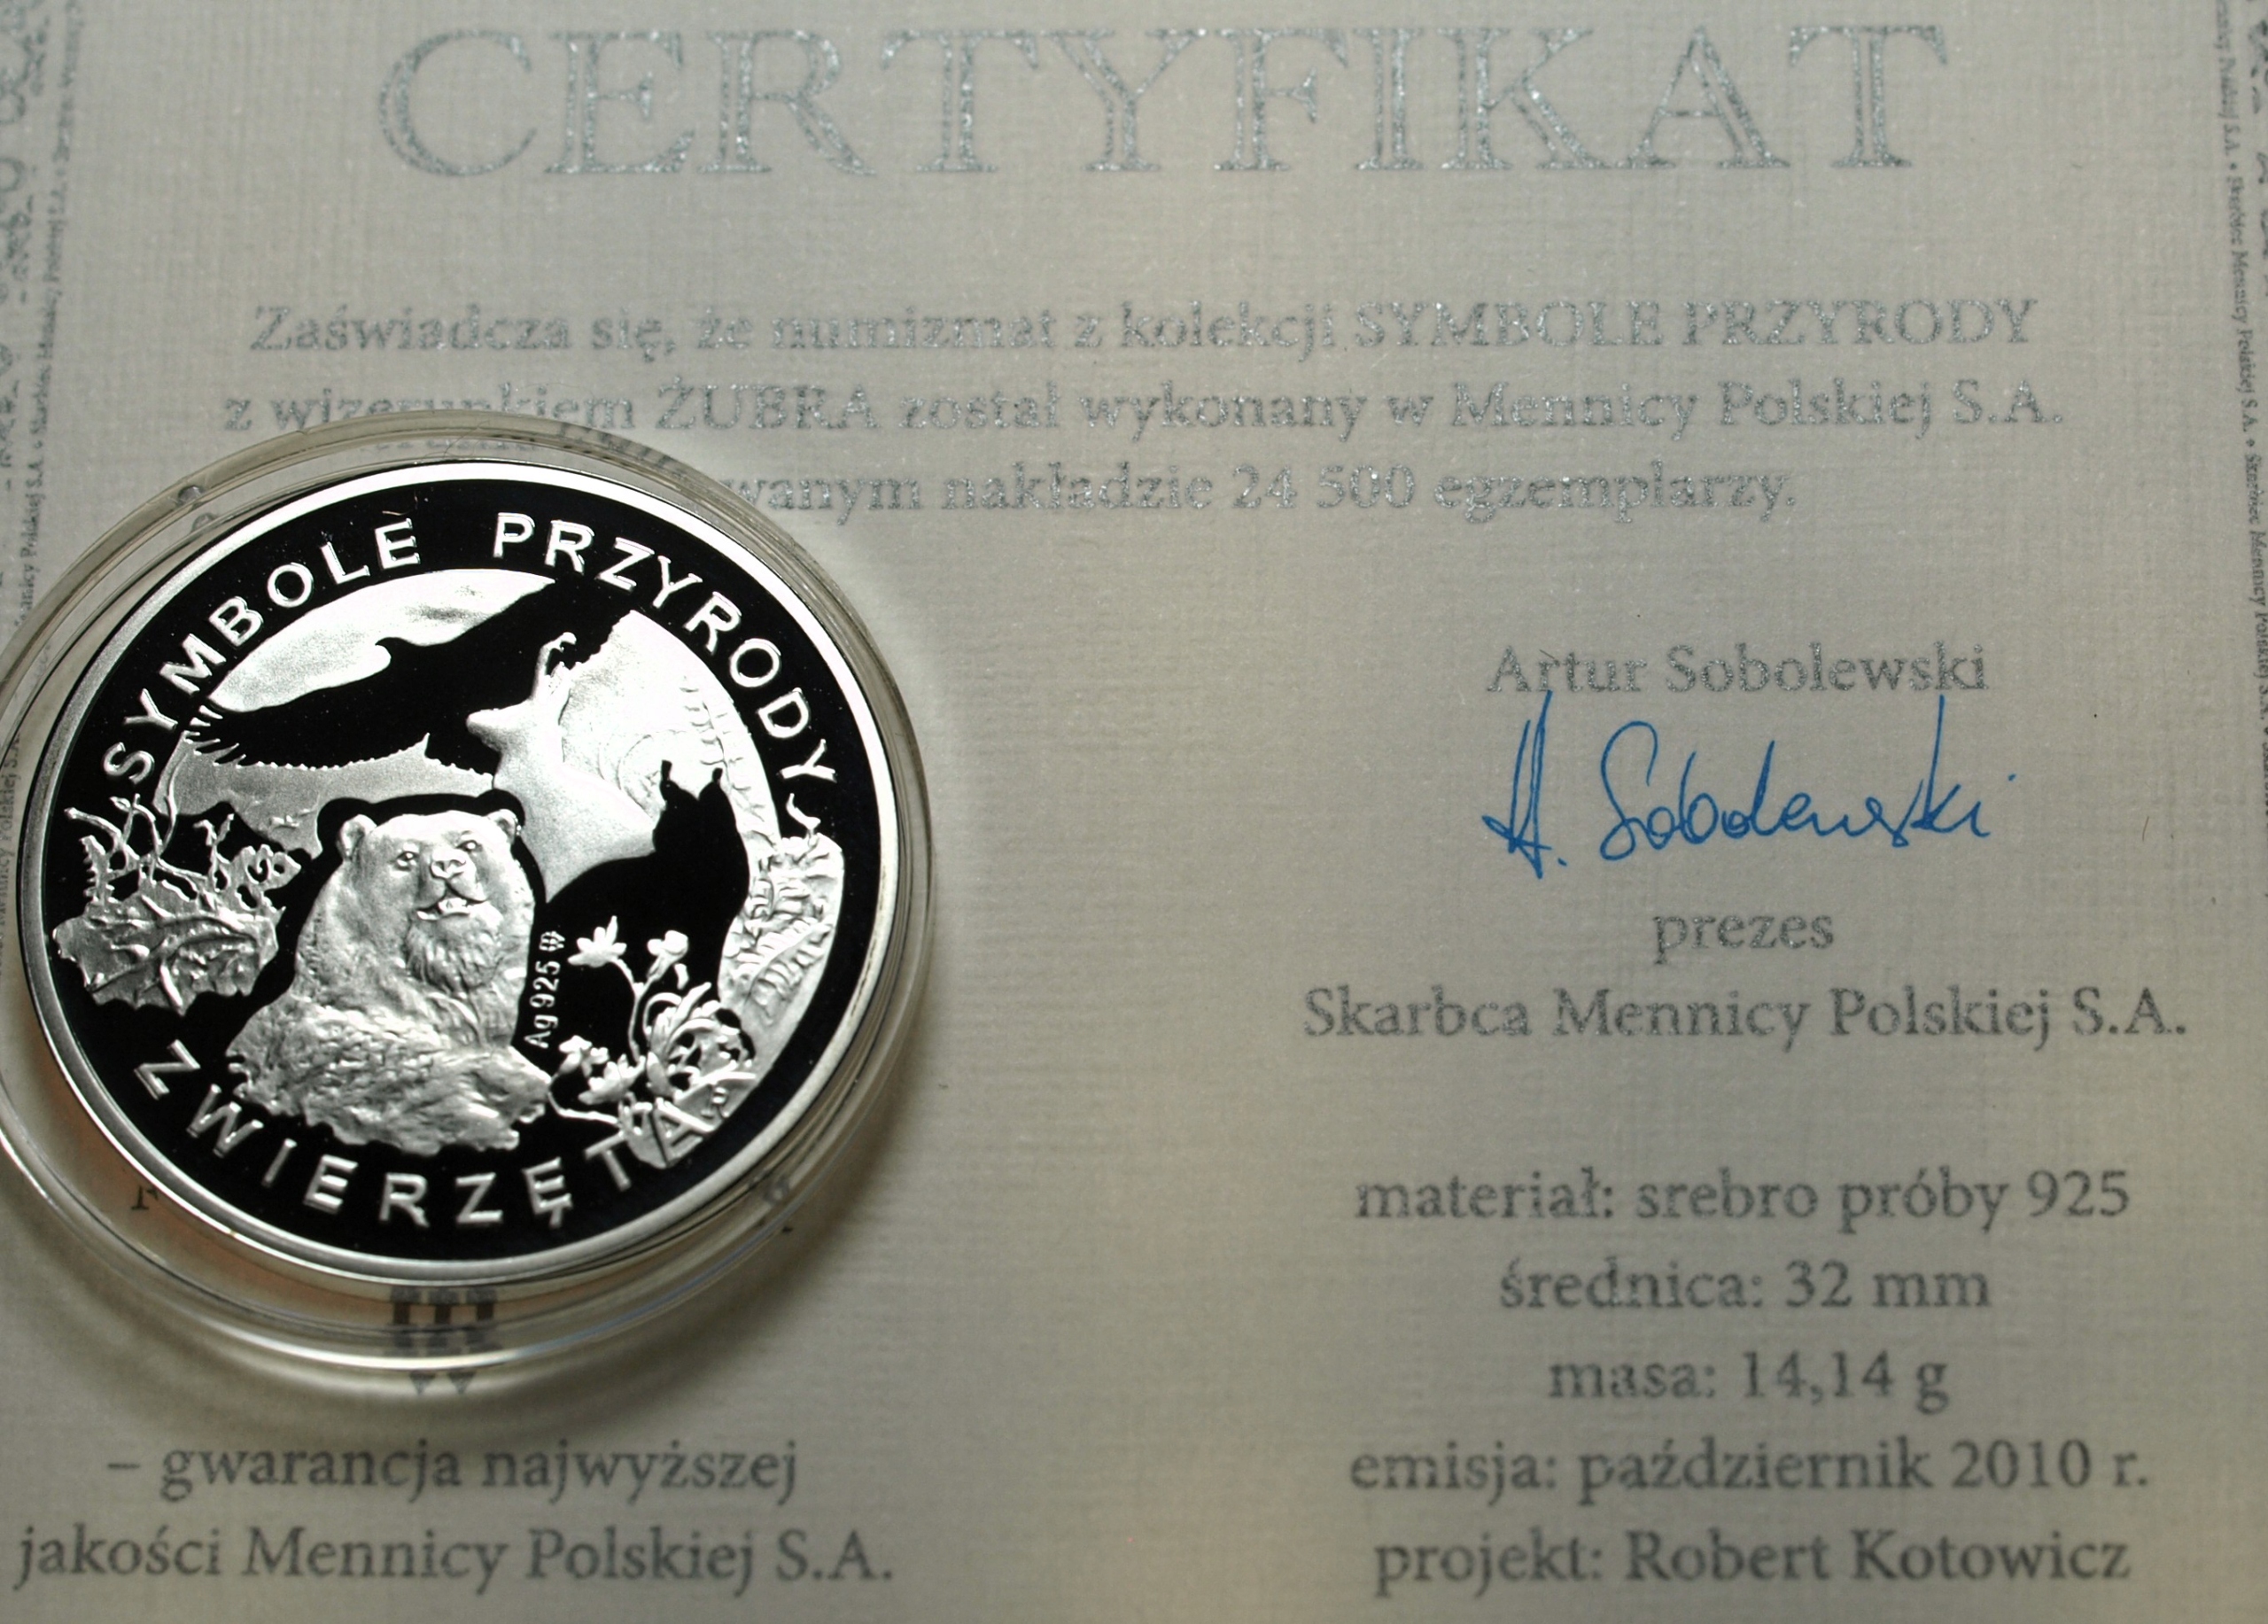 CERTYFIKAT
Zaświadcza się, że numizmat z kolekcji SYMBOLE PRZYRODY
z wizerunkiem ŻUBRA został wykonany w Mennicy Polskiej S.A.
nakładzie 24 500 egzemplarzy.
SYMBOLE PRZYRODY
ZWIERZĘTA
Ag 925
Artur Sobolewski
A. Sobolewski
prezes
Skarbca Mennicy Polskiej S.A.
materiał: srebro próby 925
średnica: 32 mm
masa: 14,14 g
emisja: październik 2010 r.
projekt: Robert Kotowicz
– gwarancja najwyższej
jakości Mennicy Polskiej S.A.